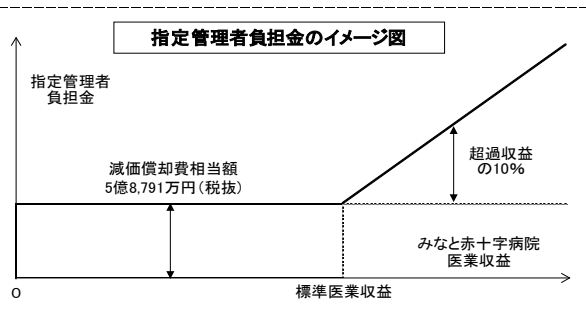 指定管理者負担金のイメージ図
指定管理者
負担金
減価償却費相当額
5億8,791万円(税抜)
超過収益
の10%
みなと赤十字病院
医業収益
0
標準医業収益